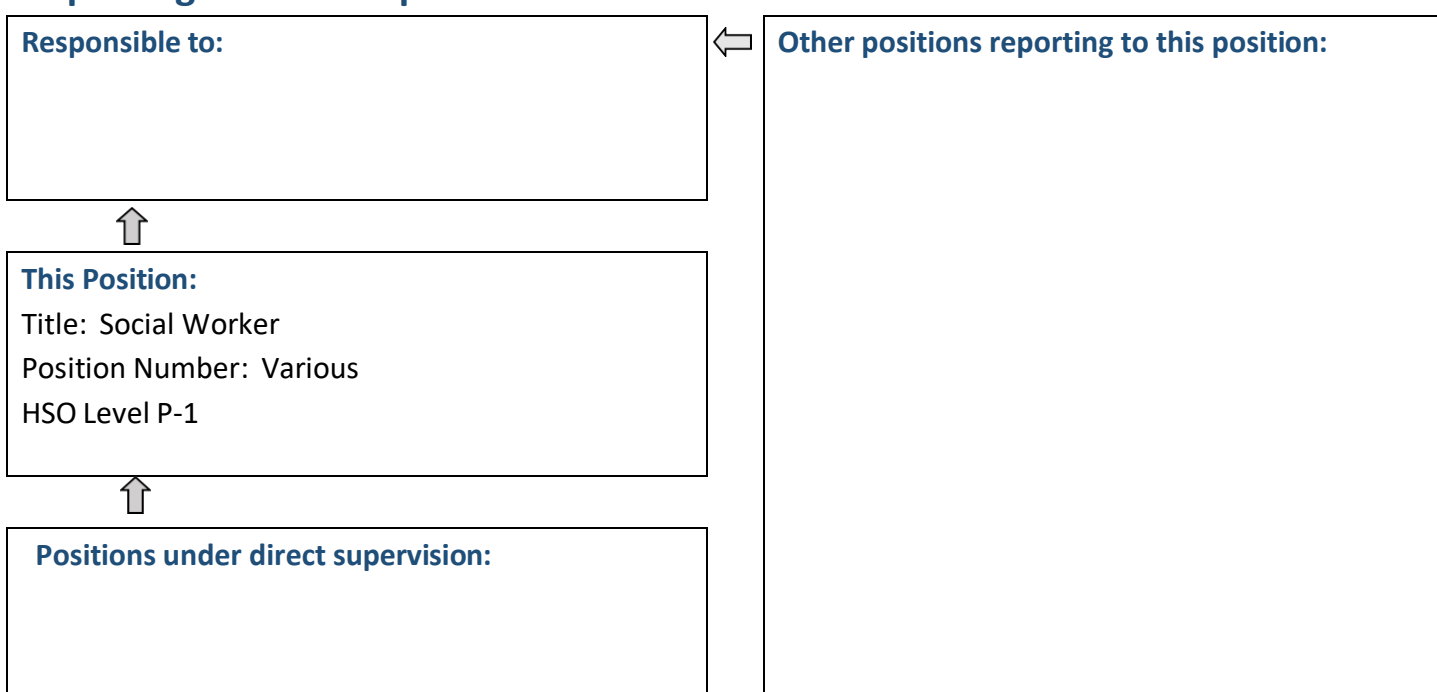 Responsible to:
Other positions reporting to this position:
This Position:
Title: Social Worker
Position Number: Various
HSO Level P-1
Positions under direct supervision: